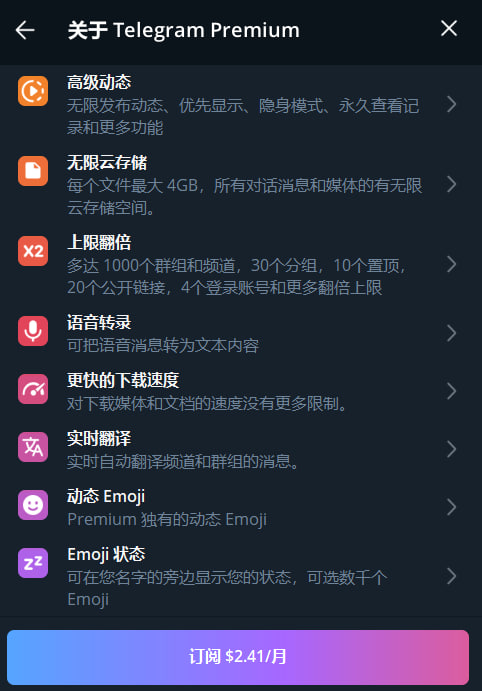 关于 Telegram Premium
高级动态
无限发布动态、优先显示、隐身模式、永久查看记
录和更多功能
无限云存储
每个文件最大 4GB，所有对话消息和媒体的有无限
云存储空间。
X2
上限翻倍
多达 1000个群组和频道，30个分组，10个置顶，
20个公开链接，4个登录账号和更多翻倍上限
语音转录
可把语音消息转为文本内容
更快的下载速度
对下载媒体和文档的速度没有更多限制。
实时翻译
实时自动翻译频道和群组的消息。
动态 Emoji
Premium 独有的动态 Emoji
zz
Emoji 状态
可在您名字的旁边显示您的状态，可选数千个
Emoji
订阅 $2.41/月